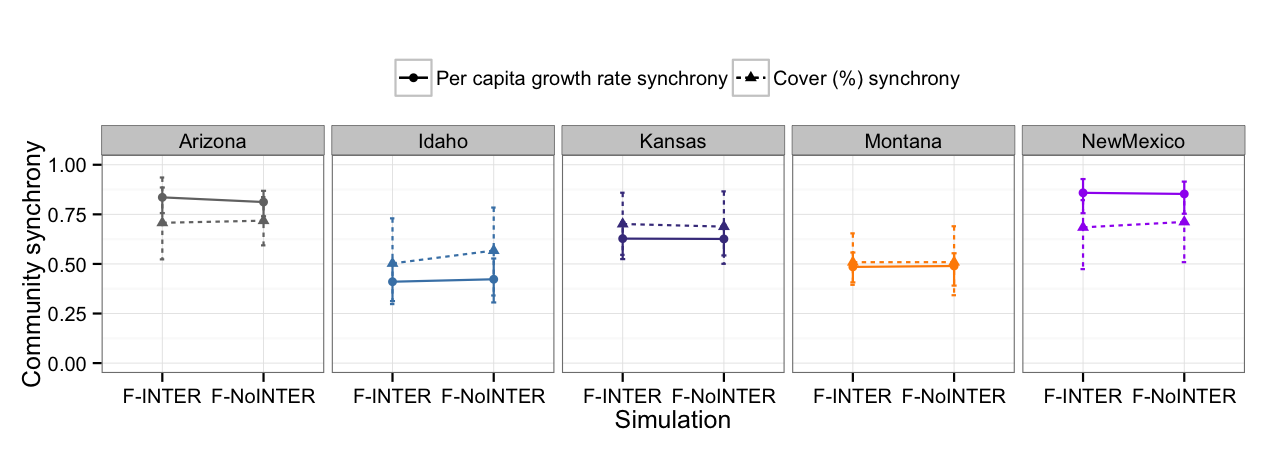 Per capita growth rate synchrony Cover (%) synchrony
Arizona Idaho Kansas Montana NewMexico
Community synchrony
1.00
0.75
0.50
0.25
0.00
F-INTER F-NoINTER F-INTER F-NoINTER F-INTER F-NoINTER F-INTER F-NoINTER F-INTER F-NoINTER
Simulation